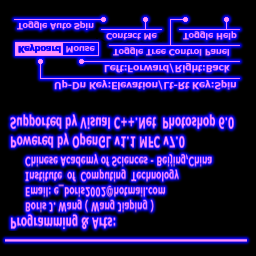 Programming & Arts:
Boris J. Wang ( Wang Jiaping )
Email: e_boris2002@hotmail.com
Institute of Computing Technology
Chinese Academy of Sciences - Beijing,China
Powered by OpenGL v1.1 MFC v7.0
Supported by Visual C++.Net Photoshop 6.0
Up-Dn Key:Elevation/Lt-Rt Key:Spin
Left:Forward/Right:Back
Keyboard Mouse Toggle Tree Control Panel
Contact Me Toggle Help
Toggle Auto Spin